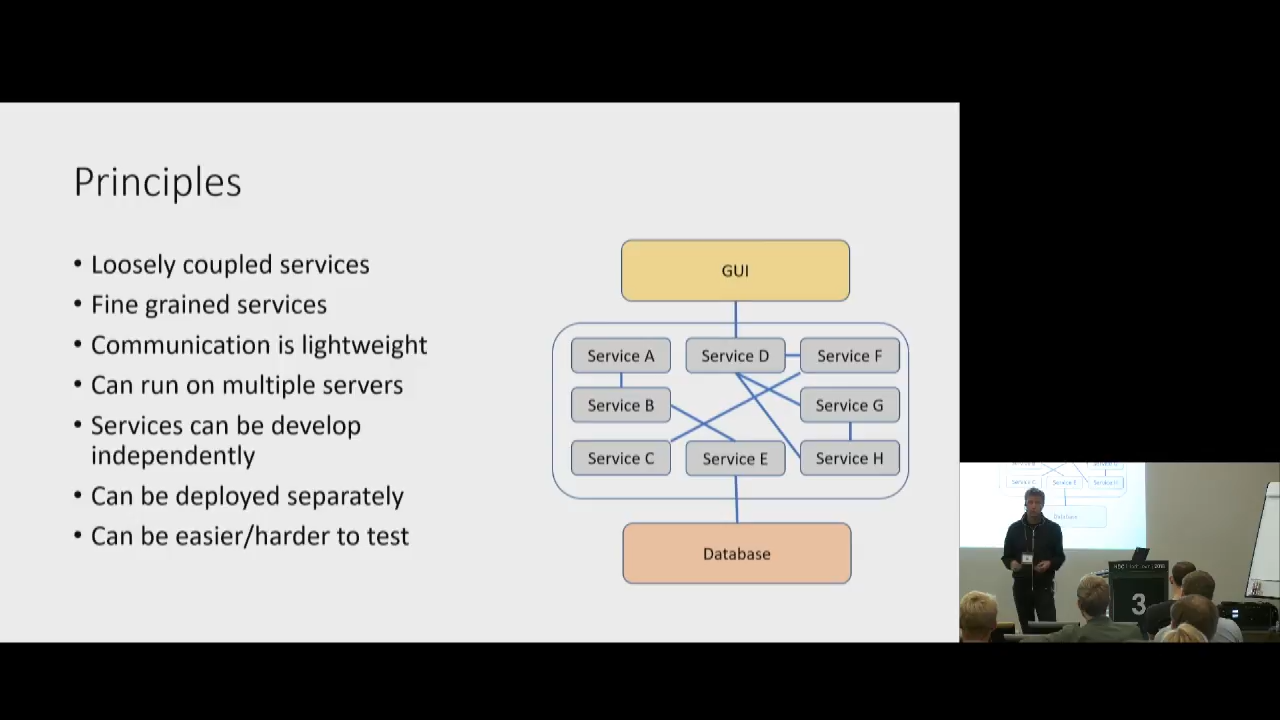 Principles
• Loosely coupled services
• Fine grained services
• Communication is lightweight
• Can run on multiple servers
• Services can be develop
independently
• Can be deployed separately
• Can be easier/harder to test
GUI
Service A
Service D
Service F
Service B
Service G
Service C
Service E
Service H
Database
Database
3